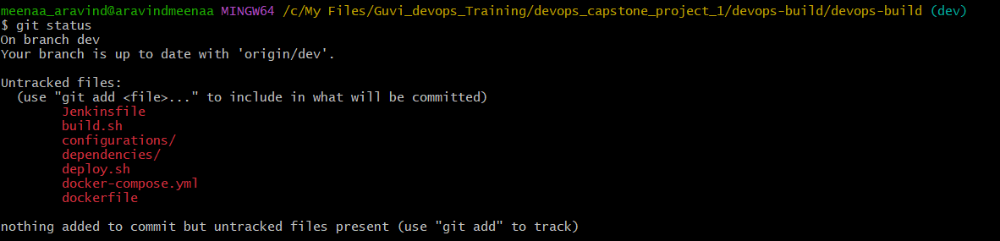 meenaa_aravind@aravindmeenaa MINGW64 /c/My Files/Guvi_devops_Training/devops_capstone_project_1/devops-build/devops-build (dev)
$ git status
On branch dev
Your branch is up to date with 'origin/dev'.
Untracked files:
  (use "git add <file>..." to include in what will be committed)
        Jenkinsfile
        build.sh
        configurations/
        dependencies/
        deploy.sh
        docker-compose.yml
        dockerfile
nothing added to commit but untracked files present (use "git add" to track)